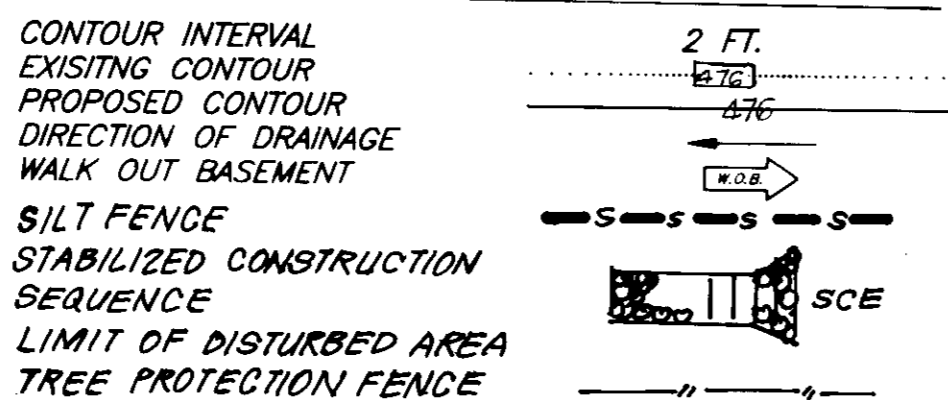 CONTOUR INTERVAL 2 FT.
EXISITNG CONTOUR 476
PROPOSED CONTOUR 476
DIRECTION OF DRAINAGE
WALK OUT BASEMENT W.O.B.
SILT FENCE S S S S
STABILIZED CONSTRUCTION
SEQUENCE SCE
LIMIT OF DISTURBED AREA
TREE PROTECTION FENCE